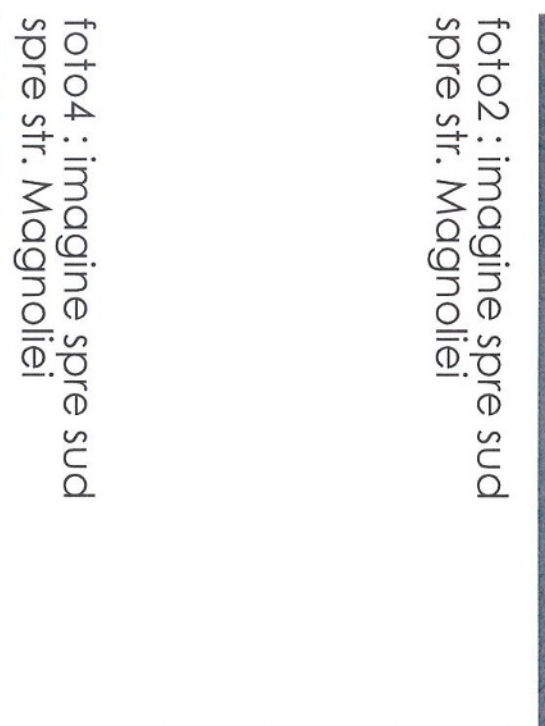 foto2 : imagine spre sud
spre str. Magnoliei
foto4 : imagine spre sud
spre str. Magnoliei